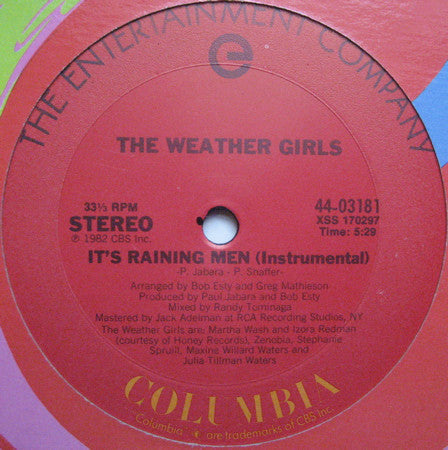 THE ENTERTAINMENT COMPANY
e
THE WEATHER GIRLS
33⅓ RPM
STEREO
℗ 1982 CBS Inc.
44-03181
XSS 170297
Time: 5:29
IT'S RAINING MEN (Instrumental)
-P. Jabara - P. Shaffer-
Arranged by Bob Esty and Greg Mathieson
Produced by Paul Jabara and Bob Esty
Mixed by Randy Tominaga
Mastered by Jack Adelman at RCA Recording Studios, NY
The Weather Girls are: Martha Wash and Izora Redman
(courtesy of Honey Records), Zenobia, Stephanie
Spruill, Maxine Willard Waters and
Julia Tillman Waters
COLUMBIA
Columbia, are trademarks of CBS Inc.